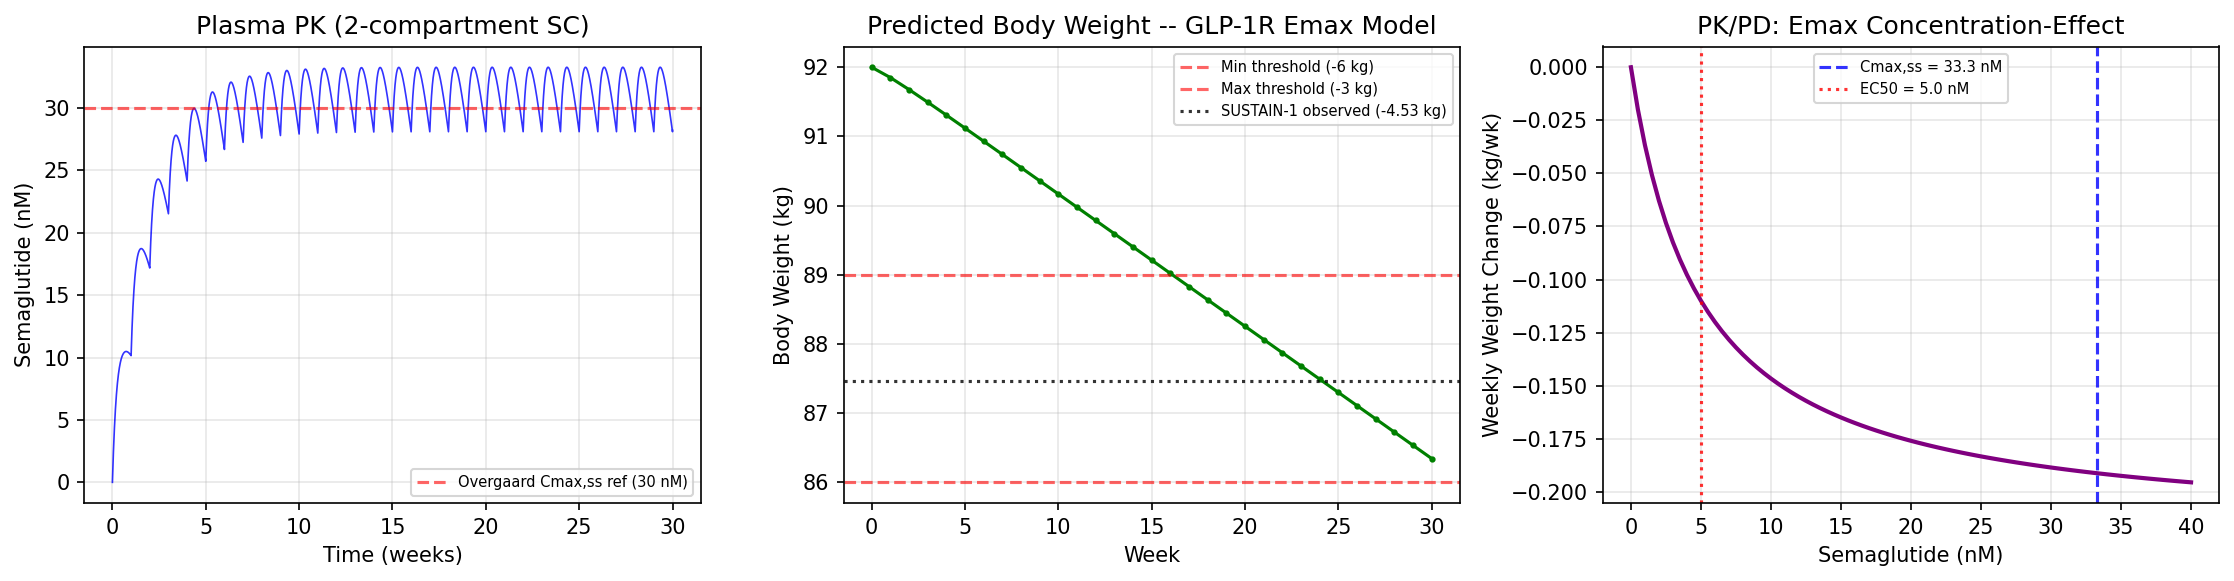 Plasma PK (2-compartment SC)
Semaglutide (nM)
30
25
20
15
10
5
0
Overgaard Cmax,ss ref (30 nM)
0 5 10 15 20 25 30
Time (weeks)
Predicted Body Weight -- GLP-1R Emax Model
Body Weight (kg)
92
91
90
89
88
87
86
Min threshold (-6 kg)
Max threshold (-3 kg)
SUSTAIN-1 observed (-4.53 kg)
0 5 10 15 20 25 30
Week
PK/PD: Emax Concentration-Effect
Weekly Weight Change (kg/wk)
0.000
−0.025
−0.050
−0.075
−0.100
−0.125
−0.150
−0.175
−0.200
Cmax,ss = 33.3 nM
EC50 = 5.0 nM
0 5 10 15 20 25 30 35 40
Semaglutide (nM)